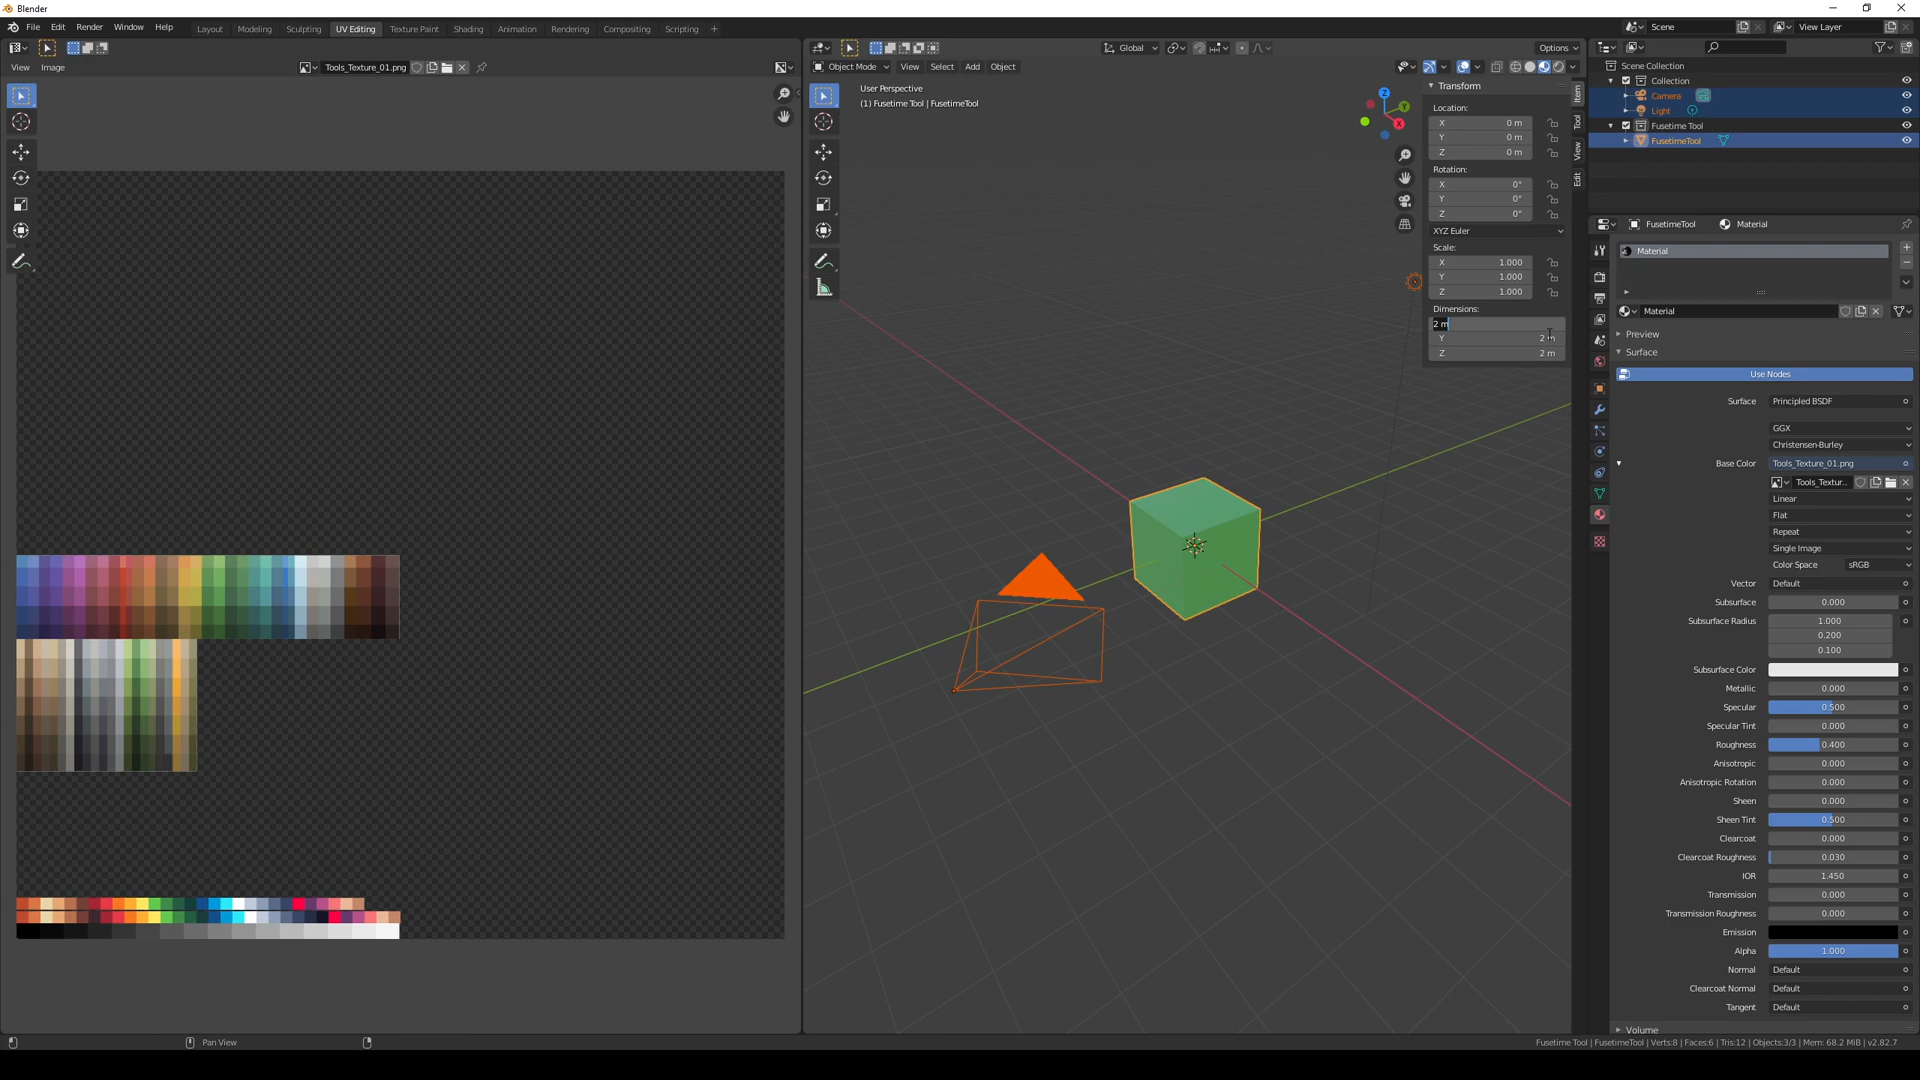 Blender
File Edit Render Window Help
Layout Modeling Sculpting UV Editing Texture Paint Shading Animation Rendering Compositing Scripting +
Scene
View Layer
Global
Options
View Image
Tools_Texture_01.png
Object Mode View Select Add Object
User Perspective
(1) Fusetime Tool | FusetimeTool
Z
Y
X
Transform
Location:
X 0 m
Y 0 m
Z 0 m
Rotation:
X 0°
Y 0°
Z 0°
XYZ Euler
Scale:
X 1.000
Y 1.000
Z 1.000
Dimensions:
2 m
Y 2 m
Z 2 m
Item
Tool
View
Edit
Scene Collection
Collection
Camera
Light
Fusetime Tool
FusetimeTool
FusetimeTool Material
Material
Material
Preview
Surface
Use Nodes
Surface Principled BSDF
GGX
Christensen-Burley
Base Color Tools_Texture_01.png
Tools_Textur..
Linear
Flat
Repeat
Single Image
Color Space sRGB
Vector Default
Subsurface 0.000
Subsurface Radius 1.000
0.200
0.100
Subsurface Color
Metallic 0.000
Specular 0.500
Specular Tint 0.000
Roughness 0.400
Anisotropic 0.000
Anisotropic Rotation 0.000
Sheen 0.000
Sheen Tint 0.500
Clearcoat 0.000
Clearcoat Roughness 0.030
IOR 1.450
Transmission 0.000
Transmission Roughness 0.000
Emission
Alpha 1.000
Normal Default
Clearcoat Normal Default
Tangent Default
Volume
Pan View
Fusetime Tool | FusetimeTool | Verts:8 | Faces:6 | Tris:12 | Objects:3/3 | Mem: 68.2 MiB | v2.82.7